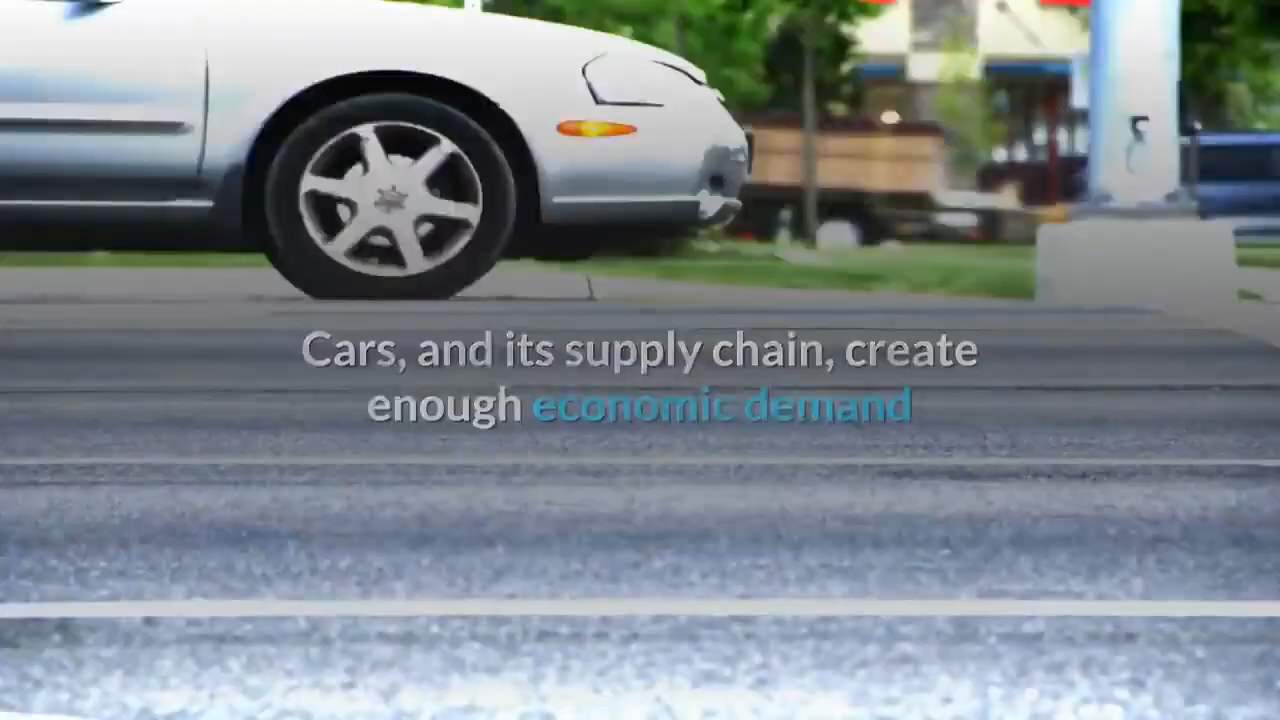 Cars, and its supply chain, create
enough economic demand